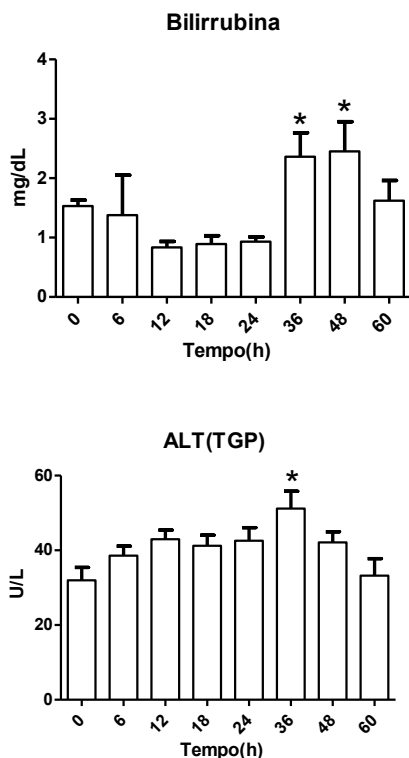 Bilirrubina
4
3
2
1
0
mg/dL
* *
0 6 12 18 24 36 48 60
Tempo(h)
ALT(TGP)
60
40
20
0
U/L
*
0 6 12 18 24 36 48 60
Tempo(h)